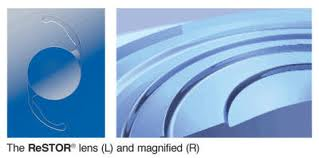 The ReSTOR® lens (L) and magnified (R)